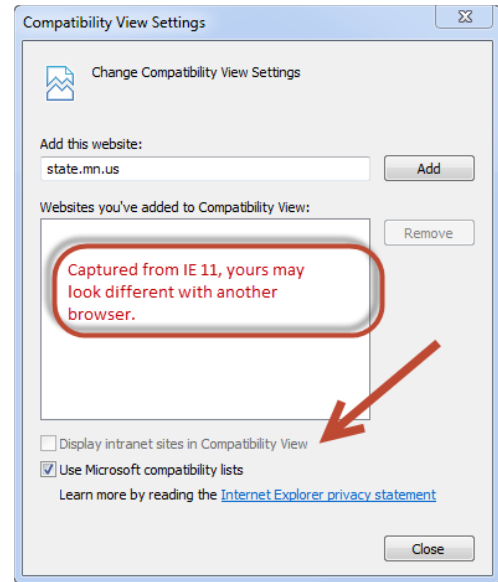 Compatibility View Settings
Change Compatibility View Settings
Add this website:
state.mn.us
Add
Websites you've added to Compatibility View:
Remove
Captured from IE 11, yours may
look different with another
browser.
Display intranet sites in Compatibility View
Use Microsoft compatibility lists
Learn more by reading the Internet Explorer privacy statement
Close